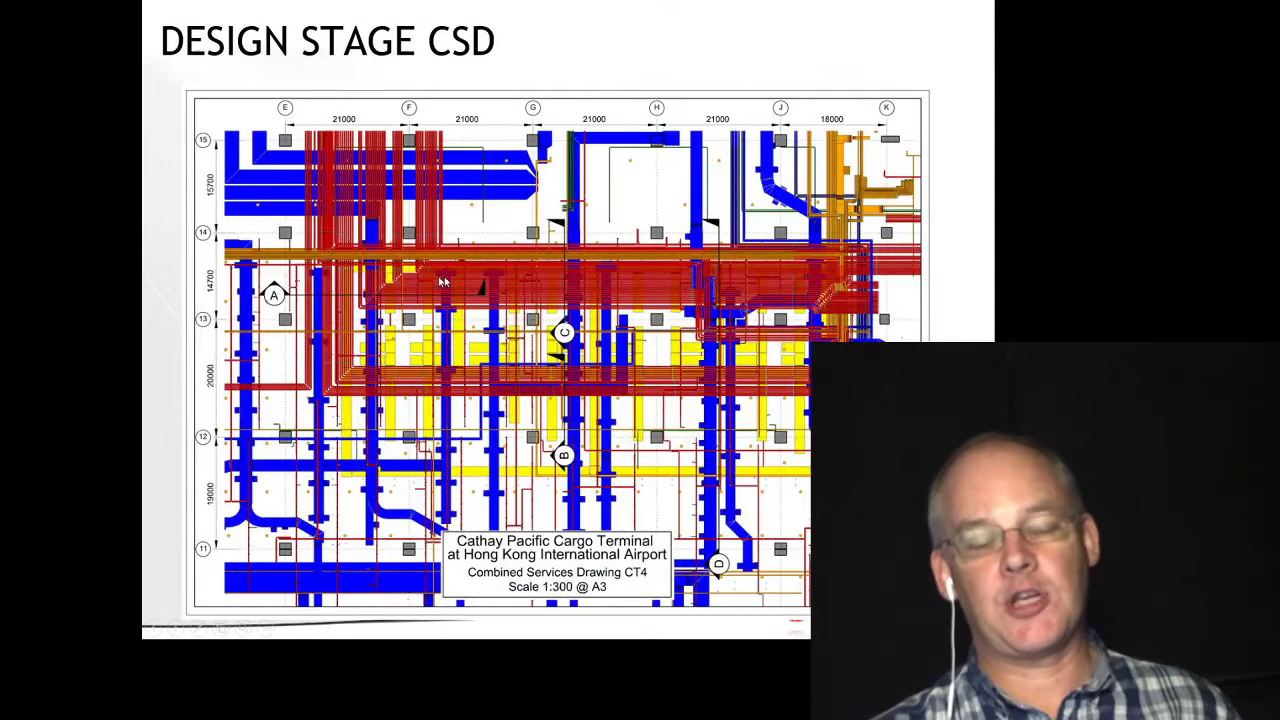 DESIGN STAGE CSD
E F G H J K
21000 21000 21000 21000 18000
15
15700
14
14700
A
13
C
20000
12
B
19000
11
D
Cathay Pacific Cargo Terminal
at Hong Kong International Airport
Combined Services Drawing CT4
Scale 1:300 @ A3